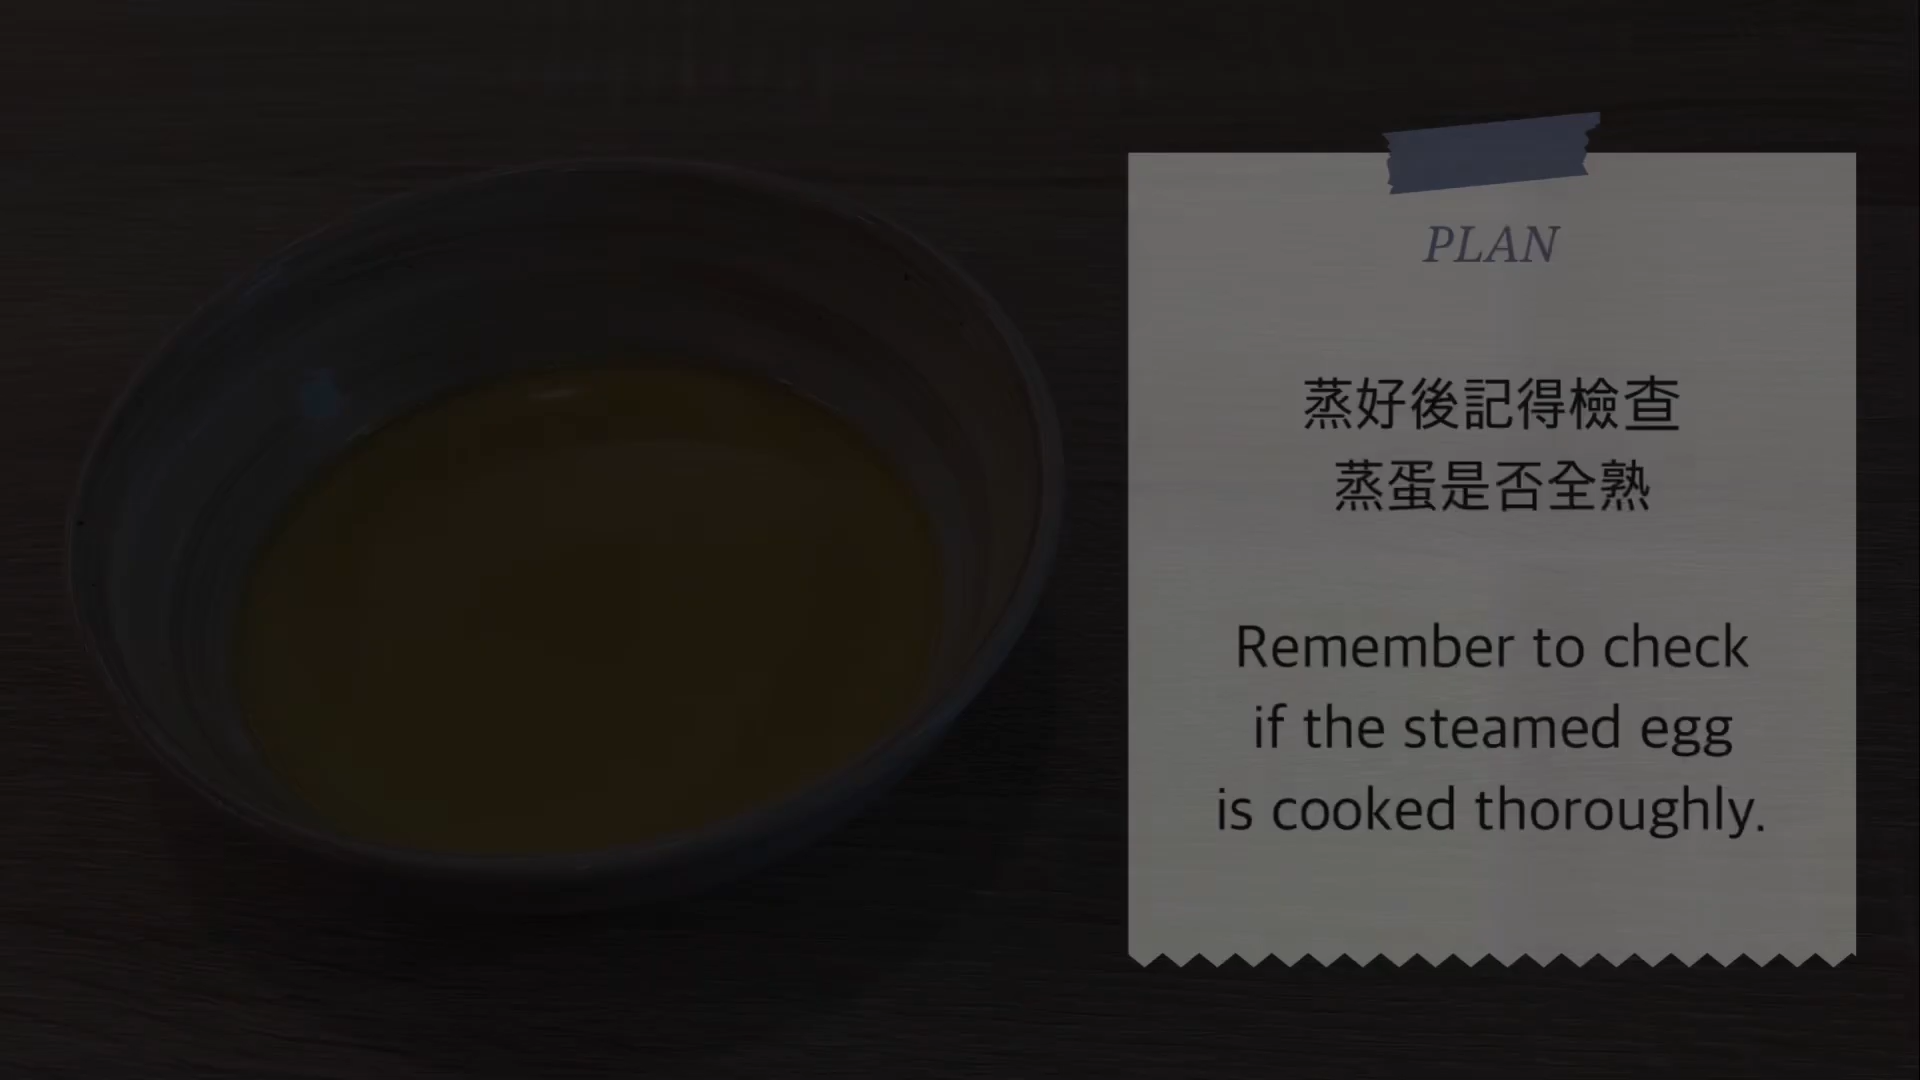 PLAN
蒸好後記得檢查
蒸蛋是否全熟
Remember to check
if the steamed egg
is cooked thoroughly.